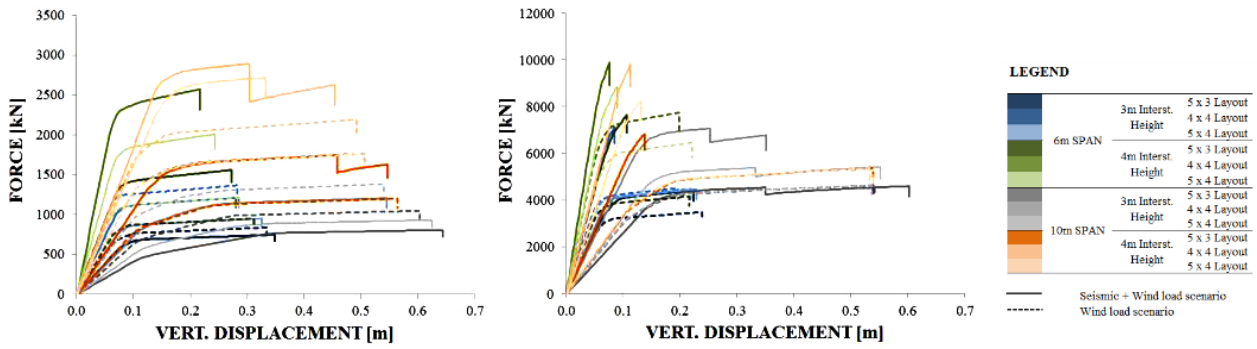 3500
3000
2500
2000
1500
1000
500
0
0.0 0.1 0.2 0.3 0.4 0.5 0.6 0.7
FORCE [kN]
VERT. DISPLACEMENT [m]
12000
10000
8000
6000
4000
2000
0
0.0 0.1 0.2 0.3 0.4 0.5 0.6 0.7
FORCE [kN]
VERT. DISPLACEMENT [m]
LEGEND
6m SPAN
3m Interst. Height
5 x 3 Layout
4 x 4 Layout
5 x 4 Layout
4m Interst. Height
5 x 3 Layout
4 x 4 Layout
5 x 4 Layout
10m SPAN
3m Interst. Height
5 x 3 Layout
4 x 4 Layout
5 x 4 Layout
4m Interst. Height
5 x 3 Layout
4 x 4 Layout
5 x 4 Layout
Seismic + Wind load scenario
Wind load scenario